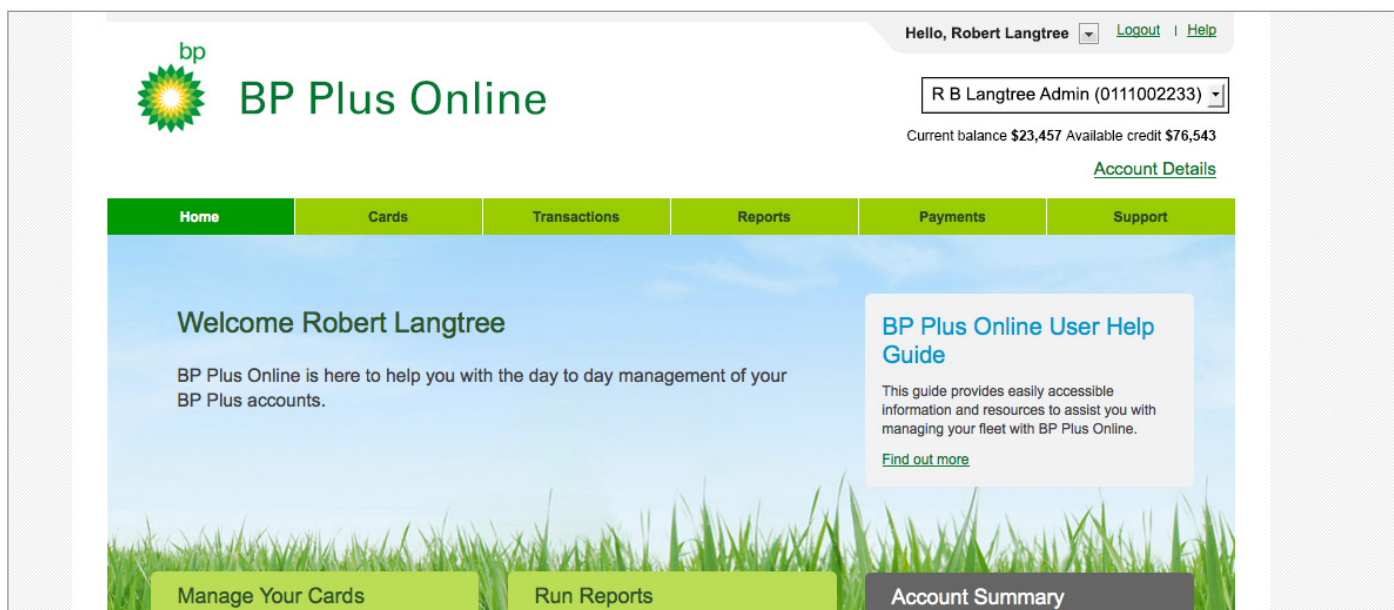 Hello, Robert Langtree Logout | Help
bp
BP Plus Online
R B Langtree Admin (0111002233)
Current balance $23,457 Available credit $76,543
Account Details
Home Cards Transactions Reports Payments Support
Welcome Robert Langtree
BP Plus Online is here to help you with the day to day management of your
BP Plus accounts.
BP Plus Online User Help
Guide
This guide provides easily accessible
information and resources to assist you with
managing your fleet with BP Plus Online.
Find out more
Manage Your Cards
Run Reports
Account Summary